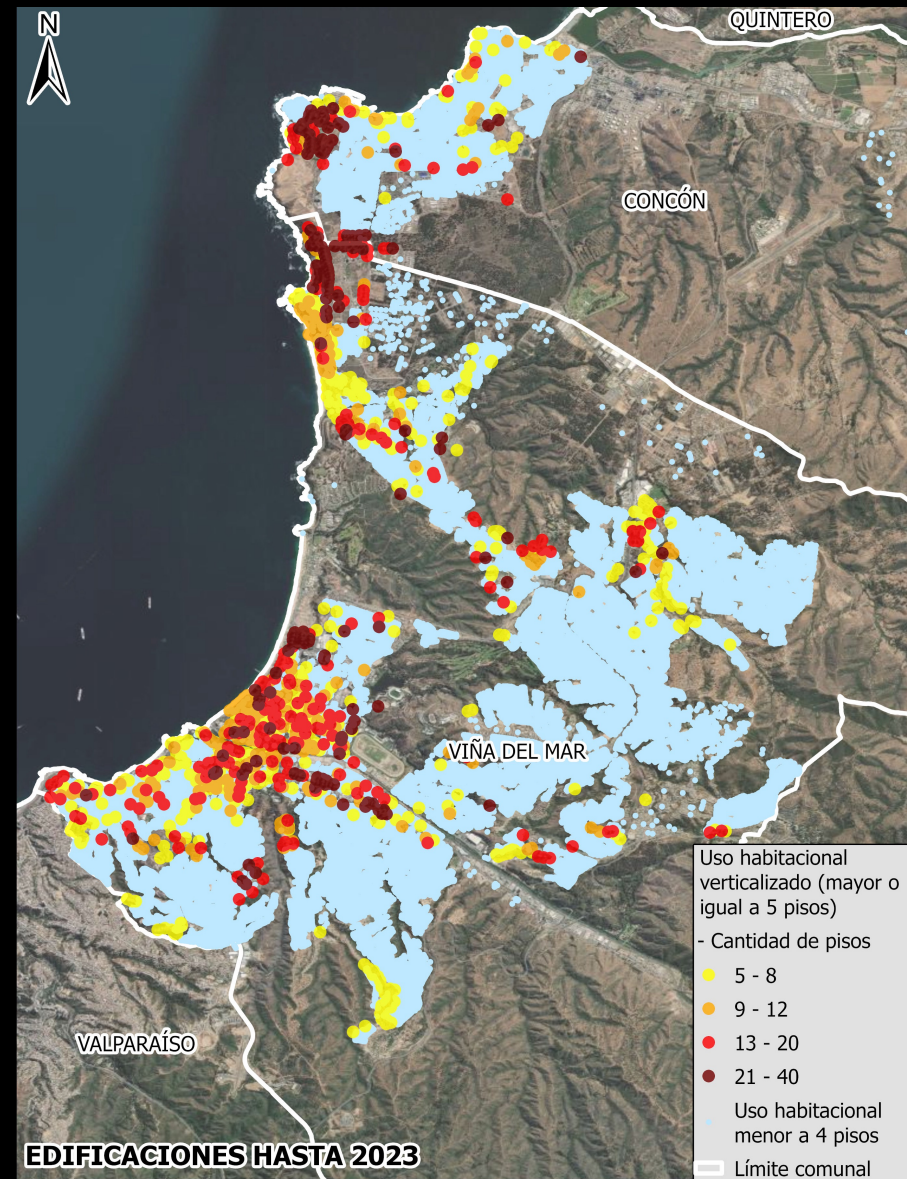 N
QUINTERO
CONCÓN
VIÑA DEL MAR
VALPARAÍSO
Uso habitacional
verticalizado (mayor o
igual a 5 pisos)
- Cantidad de pisos
5 - 8
9 - 12
13 - 20
21 - 40
Uso habitacional
menor a 4 pisos
Límite comunal
EDIFICACIONES HASTA 2023